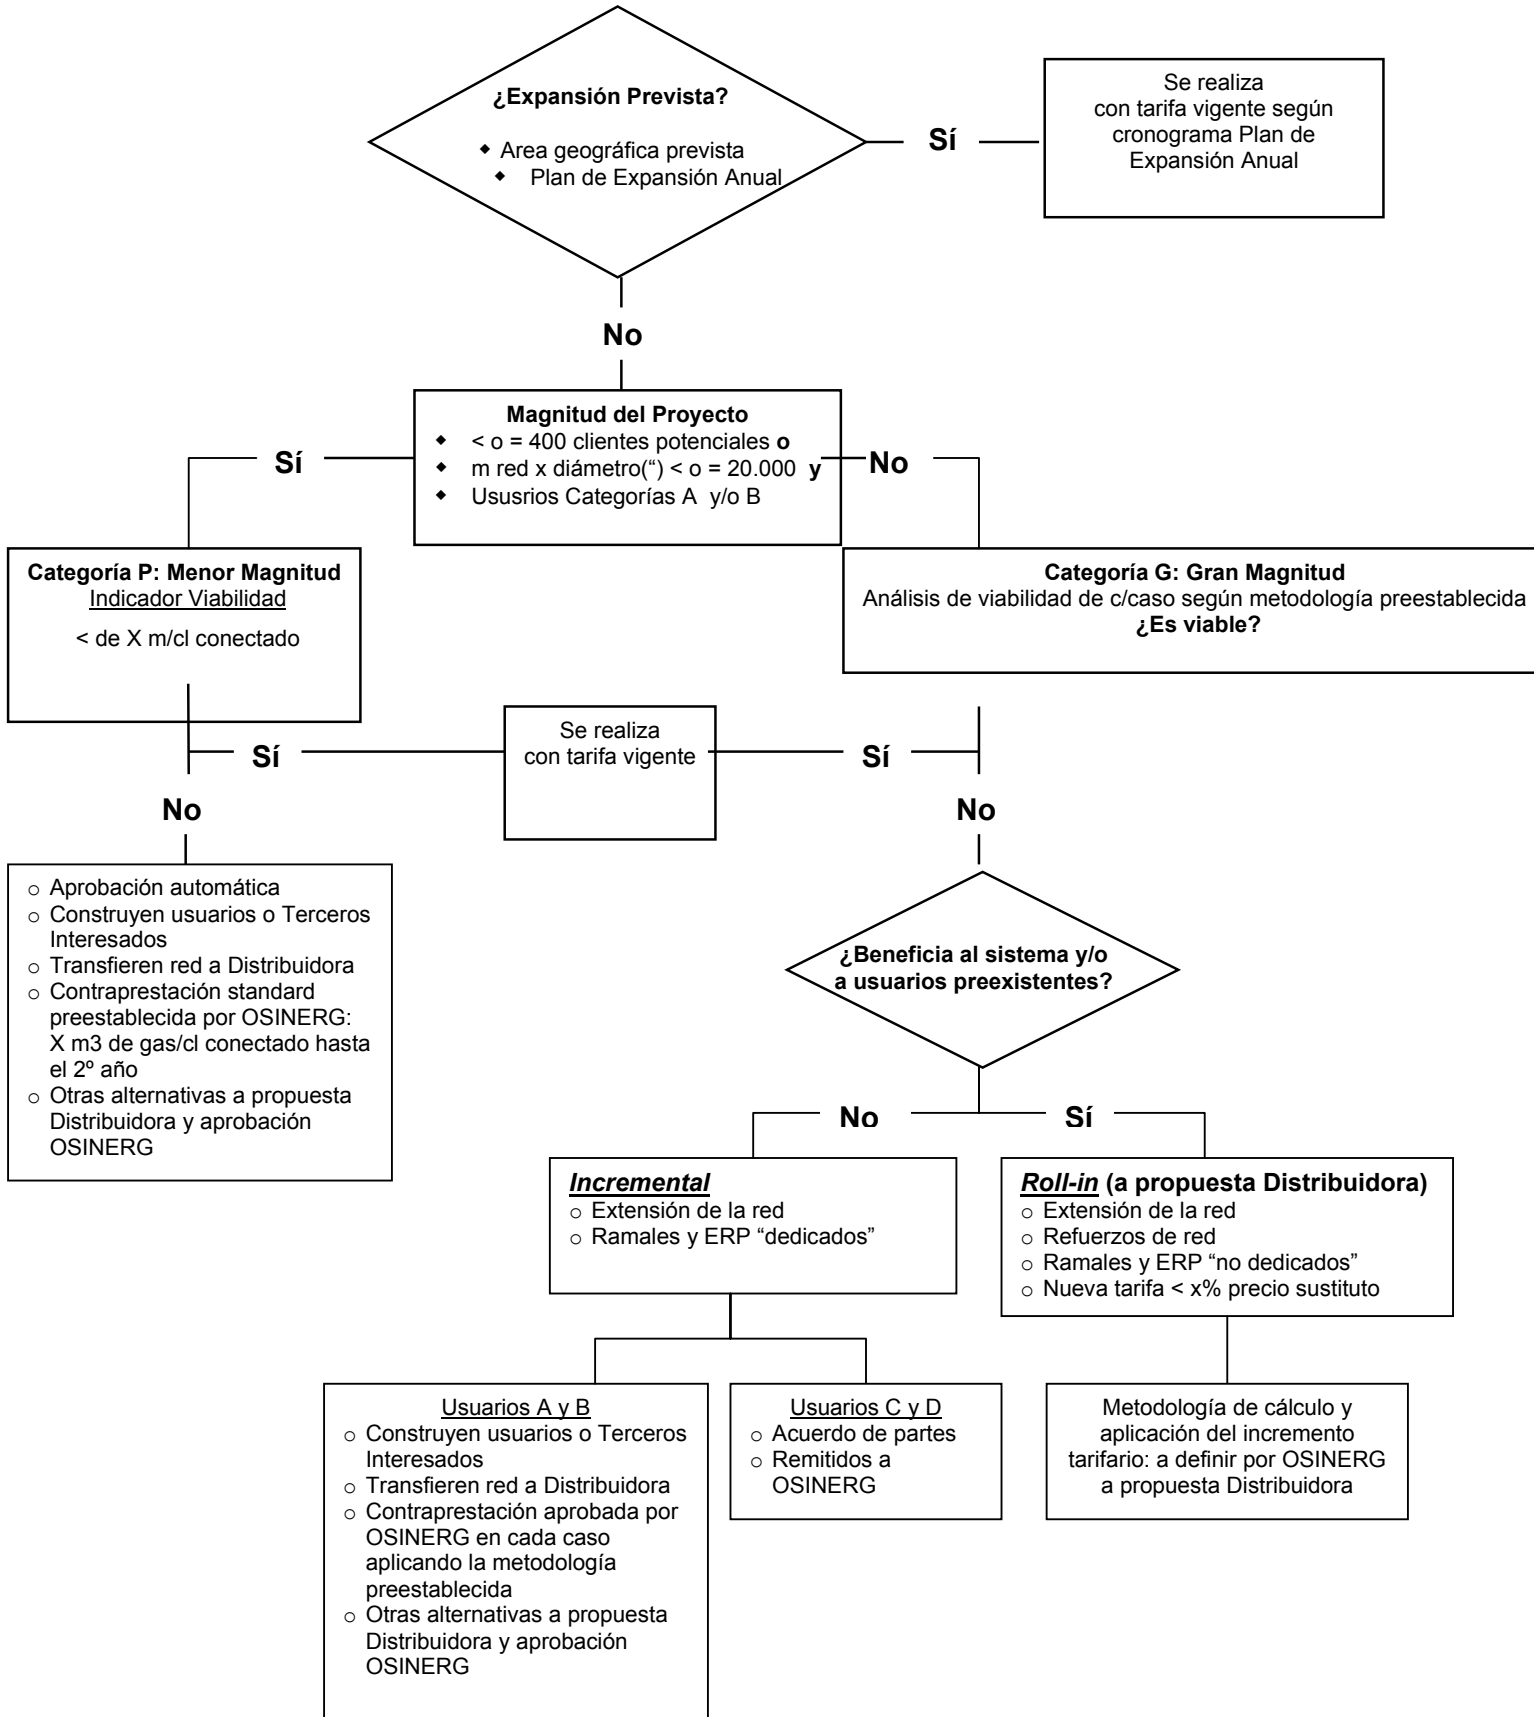 ¿Expansión Prevista?
◆ Area geográfica prevista
◆ Plan de Expansión Anual
Sí
Se realiza
con tarifa vigente según
cronograma Plan de
Expansión Anual
No
Magnitud del Proyecto
◆ < o = 400 clientes potenciales o
◆ m red x diámetro(“) < o = 20.000 y
◆ Ususrios Categorías A y/o B
Sí
No
Categoría P: Menor Magnitud
Indicador Viabilidad
< de X m/cl conectado
Categoría G: Gran Magnitud
Análisis de viabilidad de c/caso según metodología preestablecida
¿Es viable?
Sí
Se realiza
con tarifa vigente
Sí
No
No
○ Aprobación automática
○ Construyen usuarios o Terceros
Interesados
○ Transfieren red a Distribuidora
○ Contraprestación standard
preestablecida por OSINERG:
X m3 de gas/cl conectado hasta
el 2º año
○ Otras alternativas a propuesta
Distribuidora y aprobación
OSINERG
¿Beneficia al sistema y/o
a usuarios preexistentes?
No
Sí
Incremental
○ Extensión de la red
○ Ramales y ERP “dedicados”
Roll-in (a propuesta Distribuidora)
○ Extensión de la red
○ Refuerzos de red
○ Ramales y ERP “no dedicados”
○ Nueva tarifa < x% precio sustituto
Usuarios A y B
○ Construyen usuarios o Terceros
Interesados
○ Transfieren red a Distribuidora
○ Contraprestación aprobada por
OSINERG en cada caso
aplicando la metodología
preestablecida
○ Otras alternativas a propuesta
Distribuidora y aprobación
OSINERG
Usuarios C y D
○ Acuerdo de partes
○ Remitidos a
OSINERG
Metodología de cálculo y
aplicación del incremento
tarifario: a definir por OSINERG
a propuesta Distribuidora